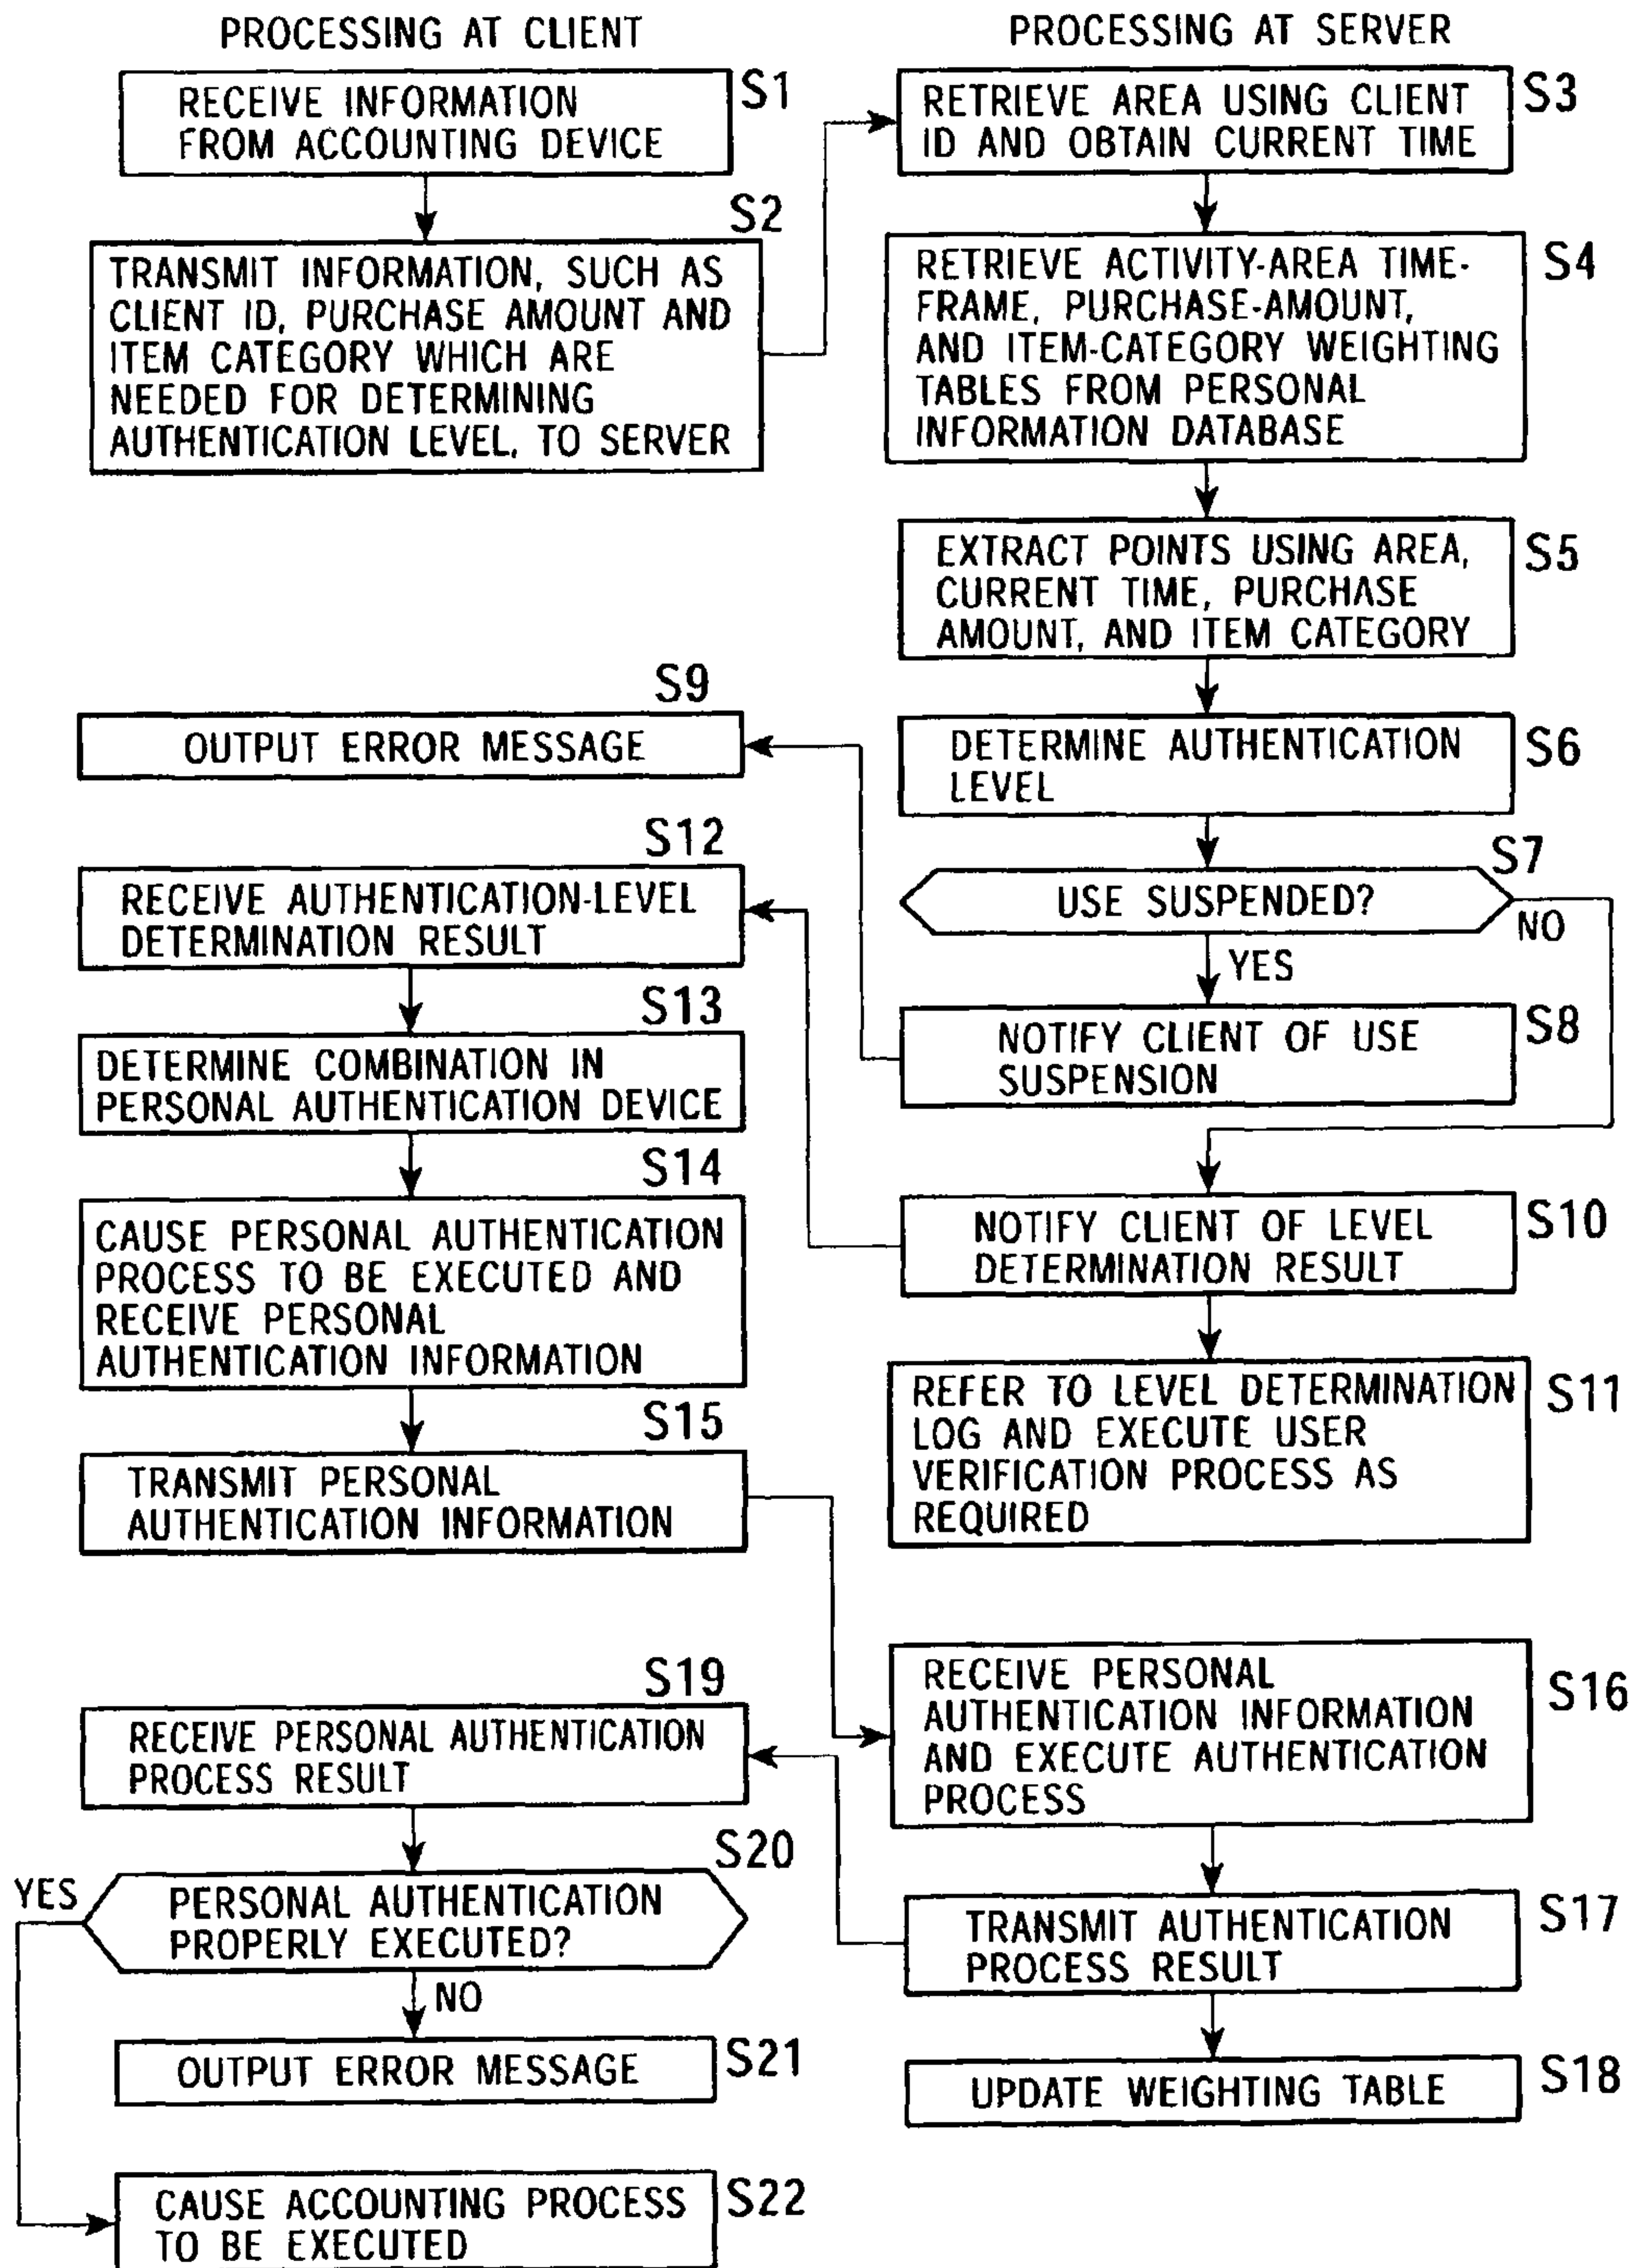 PROCESSING AT CLIENT
PROCESSING AT SERVER
S1
RECEIVE INFORMATION
FROM ACCOUNTING DEVICE
S2
TRANSMIT INFORMATION, SUCH AS
CLIENT ID, PURCHASE AMOUNT AND
ITEM CATEGORY WHICH ARE
NEEDED FOR DETERMINING
AUTHENTICATION LEVEL, TO SERVER
S3
RETRIEVE AREA USING CLIENT
ID AND OBTAIN CURRENT TIME
S4
RETRIEVE ACTIVITY-AREA TIME-
FRAME, PURCHASE-AMOUNT,
AND ITEM-CATEGORY WEIGHTING
TABLES FROM PERSONAL
INFORMATION DATABASE
S5
EXTRACT POINTS USING AREA,
CURRENT TIME, PURCHASE
AMOUNT, AND ITEM CATEGORY
S6
DETERMINE AUTHENTICATION
LEVEL
S7
USE SUSPENDED?
NO
YES
S8
NOTIFY CLIENT OF USE
SUSPENSION
S9
OUTPUT ERROR MESSAGE
S10
NOTIFY CLIENT OF LEVEL
DETERMINATION RESULT
S11
REFER TO LEVEL DETERMINATION
LOG AND EXECUTE USER
VERIFICATION PROCESS AS
REQUIRED
S12
RECEIVE AUTHENTICATION-LEVEL
DETERMINATION RESULT
S13
DETERMINE COMBINATION IN
PERSONAL AUTHENTICATION DEVICE
S14
CAUSE PERSONAL AUTHENTICATION
PROCESS TO BE EXECUTED AND
RECEIVE PERSONAL
AUTHENTICATION INFORMATION
S15
TRANSMIT PERSONAL
AUTHENTICATION INFORMATION
S16
RECEIVE PERSONAL
AUTHENTICATION INFORMATION
AND EXECUTE AUTHENTICATION
PROCESS
S17
TRANSMIT AUTHENTICATION
PROCESS RESULT
S18
UPDATE WEIGHTING TABLE
S19
RECEIVE PERSONAL AUTHENTICATION
PROCESS RESULT
S20
YES
PERSONAL AUTHENTICATION
PROPERLY EXECUTED?
NO
S21
OUTPUT ERROR MESSAGE
S22
CAUSE ACCOUNTING PROCESS
TO BE EXECUTED